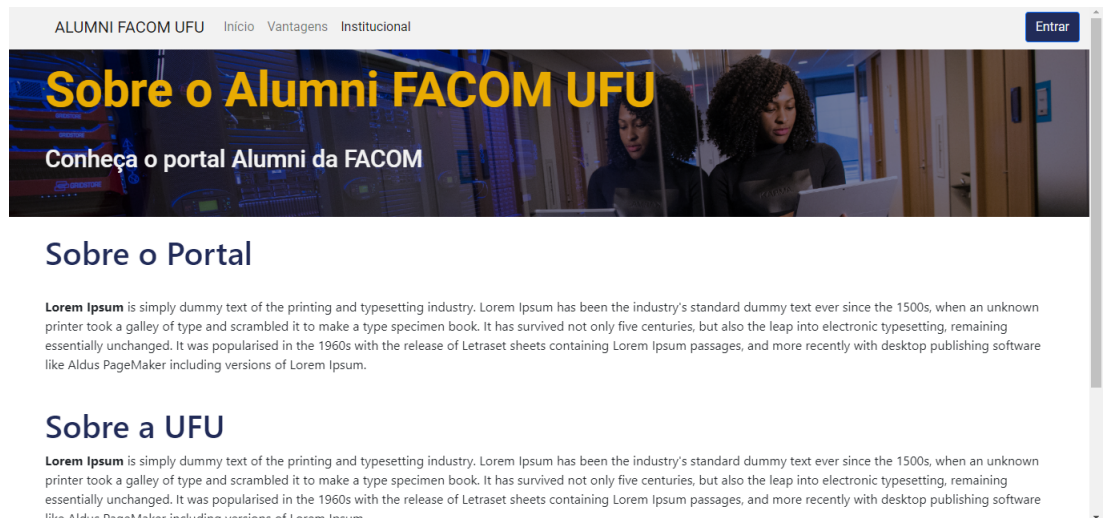 ALUMNI FACOM UFU Início Vantagens Institucional Entrar
Sobre o Alumni FACOM UFU
Conheça o portal Alumni da FACOM
Sobre o Portal
Lorem Ipsum is simply dummy text of the printing and typesetting industry. Lorem Ipsum has been the industry's standard dummy text ever since the 1500s, when an unknown
printer took a galley of type and scrambled it to make a type specimen book. It has survived not only five centuries, but also the leap into electronic typesetting, remaining
essentially unchanged. It was popularised in the 1960s with the release of Letraset sheets containing Lorem Ipsum passages, and more recently with desktop publishing software
like Aldus PageMaker including versions of Lorem Ipsum.
Sobre a UFU
Lorem Ipsum is simply dummy text of the printing and typesetting industry. Lorem Ipsum has been the industry's standard dummy text ever since the 1500s, when an unknown
printer took a galley of type and scrambled it to make a type specimen book. It has survived not only five centuries, but also the leap into electronic typesetting, remaining
essentially unchanged. It was popularised in the 1960s with the release of Letraset sheets containing Lorem Ipsum passages, and more recently with desktop publishing software
like Aldus PageMaker including versions of Lorem Ipsum.